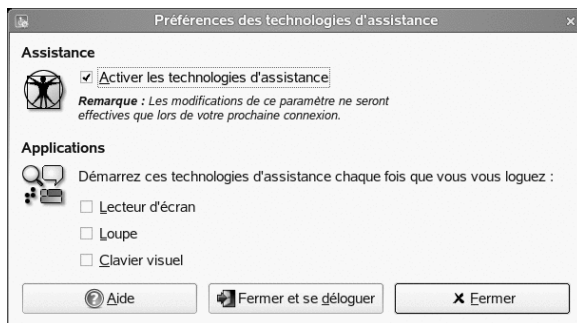 Préférences des technologies d'assistance
Assistance
Activer les technologies d'assistance
Remarque : Les modifications de ce paramètre ne seront
effectives que lors de votre prochaine connexion.
Applications
Démarrez ces technologies d'assistance chaque fois que vous vous loguez :
Lecteur d'écran
Loupe
Clavier visuel
Aide
Fermer et se déloguer
Fermer